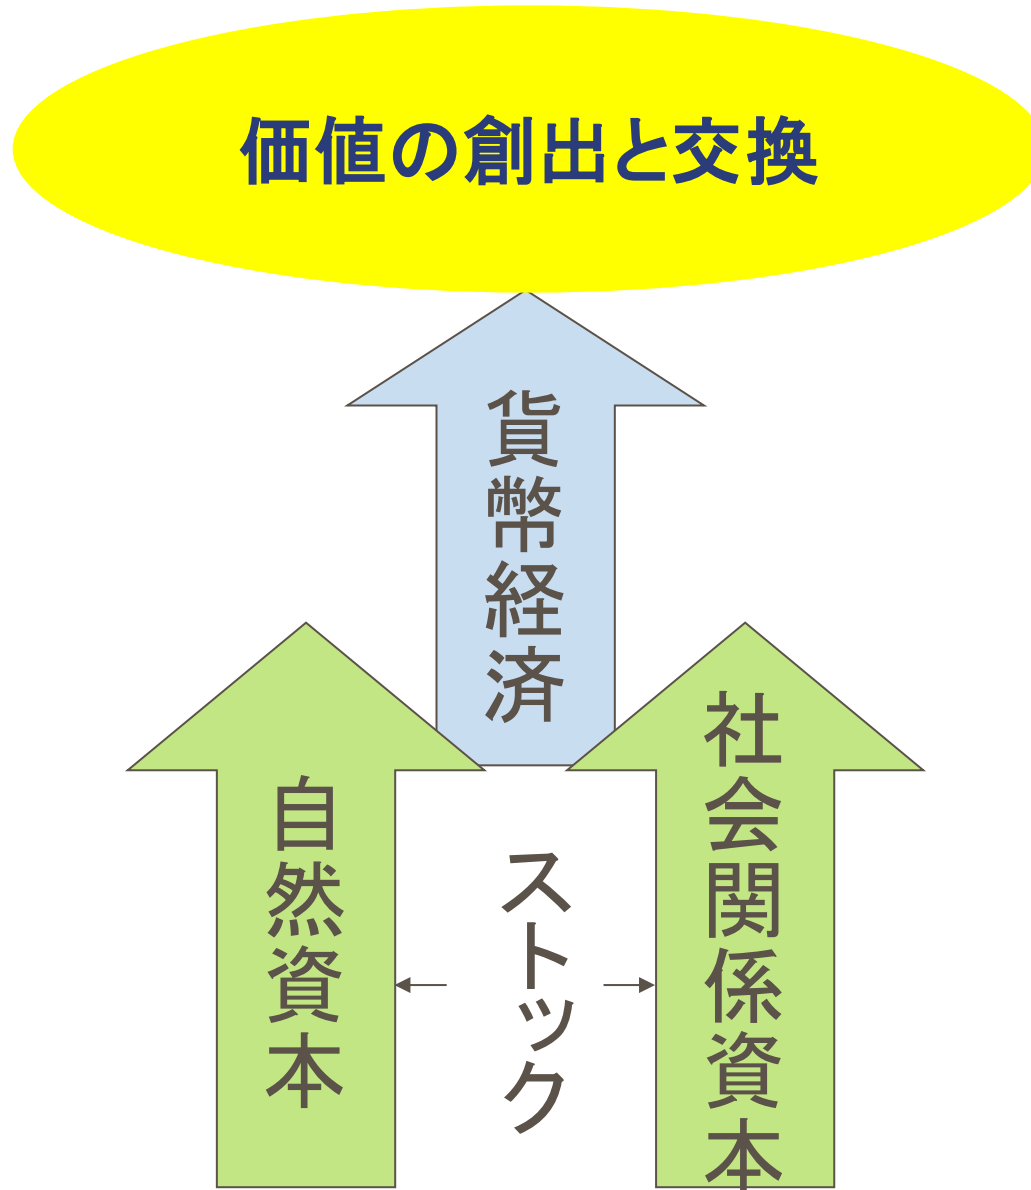 価値の創出と交換
貨幣経済
自然資本
ストック
社会関係資本